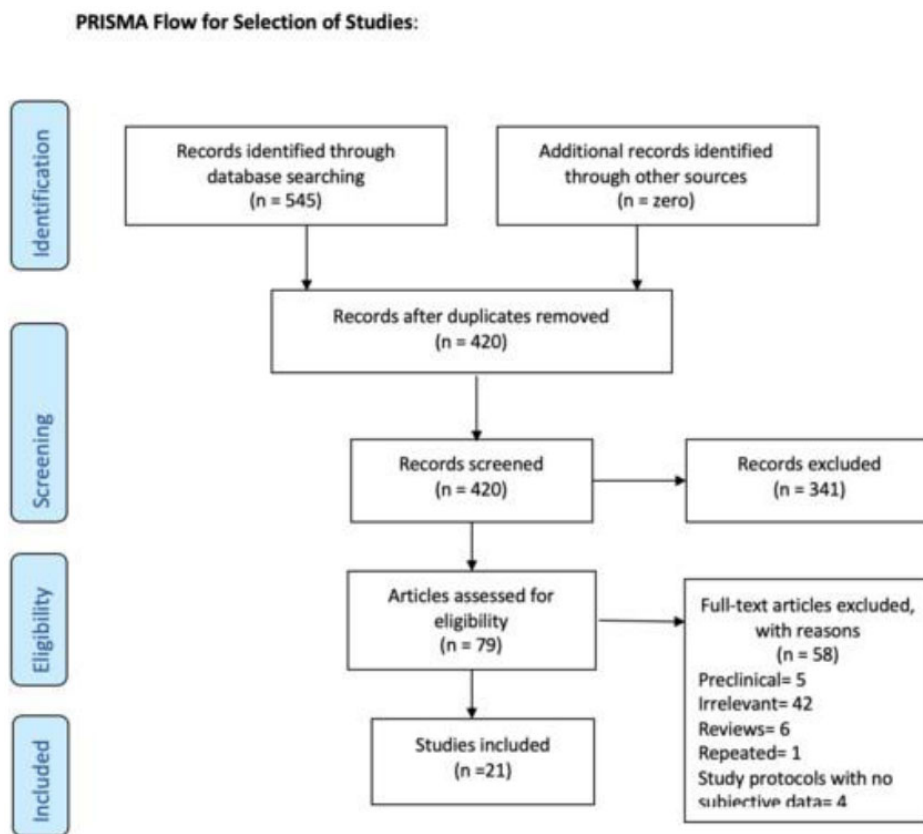 PRISMA Flow for Selection of Studies:
Identification
Records identified through
database searching
(n = 545)
Additional records identified
through other sources
(n = zero)
Records after duplicates removed
(n = 420)
Screening
Records screened
(n = 420)
Records excluded
(n = 341)
Eligibility
Articles assessed for
eligibility
(n = 79)
Full-text articles excluded,
with reasons
(n = 58)
Preclinical= 5
Irrelevant= 42
Reviews= 6
Repeated= 1
Study protocols with no
subjective data= 4
Included
Studies included
(n =21)